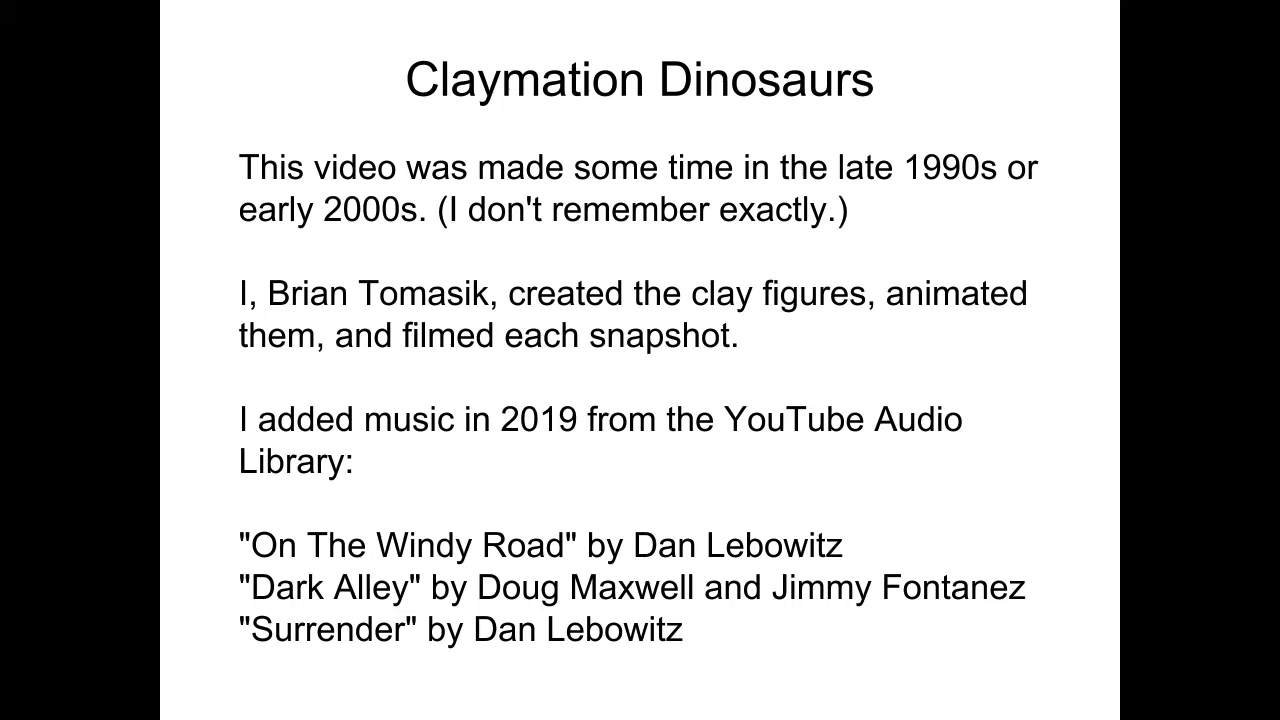 Claymation Dinosaurs
This video was made some time in the late 1990s or
early 2000s. (I don't remember exactly.)
I, Brian Tomasik, created the clay figures, animated
them, and filmed each snapshot.
I added music in 2019 from the YouTube Audio
Library:
"On The Windy Road" by Dan Lebowitz
"Dark Alley" by Doug Maxwell and Jimmy Fontanez
"Surrender" by Dan Lebowitz